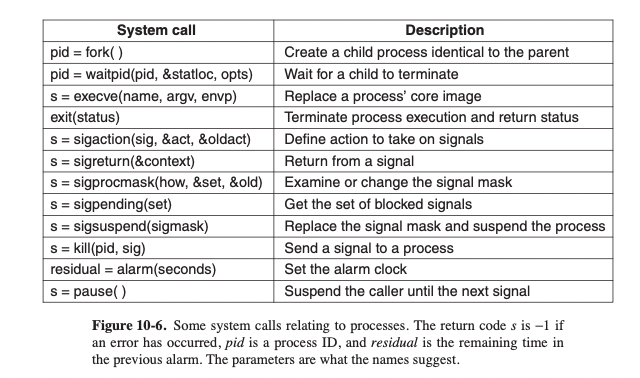 System call Description
pid = fork( ) Create a child process identical to the parent
pid = waitpid(pid, &statloc, opts) Wait for a child to terminate
s = execve(name, argv, envp) Replace a process’ core image
exit(status) Terminate process execution and return status
s = sigaction(sig, &act, &oldact) Define action to take on signals
s = sigreturn(&context) Return from a signal
s = sigprocmask(how, &set, &old) Examine or change the signal mask
s = sigpending(set) Get the set of blocked signals
s = sigsuspend(sigmask) Replace the signal mask and suspend the process
s = kill(pid, sig) Send a signal to a process
residual = alarm(seconds) Set the alarm clock
s = pause( ) Suspend the caller until the next signal
Figure 10-6. Some system calls relating to processes. The return code s is −1 if
an error has occurred, pid is a process ID, and residual is the remaining time in
the previous alarm. The parameters are what the names suggest.